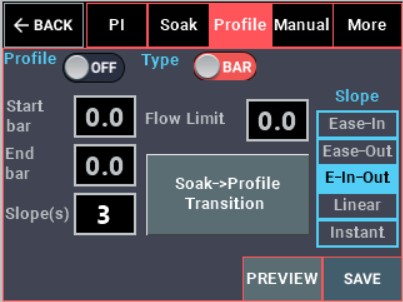 ← BACK PI Soak Profile Manual More
Profile OFF Type BAR
Slope
Start bar 0.0 Flow Limit 0.0
Ease-In
Ease-Out
End bar 0.0
E-In-Out
Soak->Profile
Transition
Linear
Slope(s) 3
Instant
PREVIEW SAVE